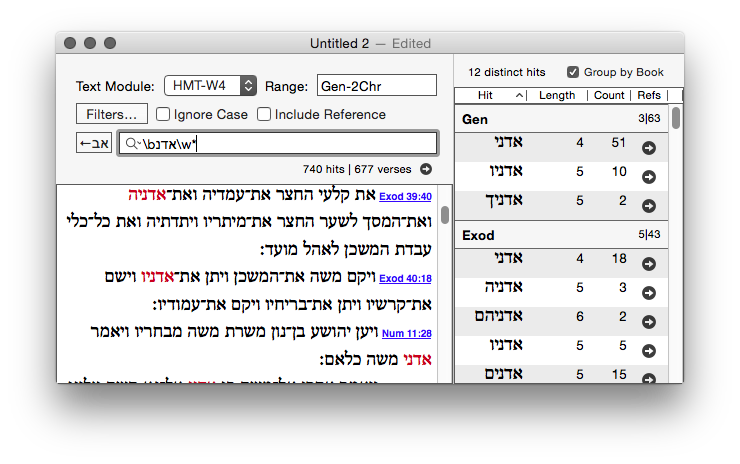 Untitled 2 — Edited
Text Module: HMT-W4 Range: Gen-2Chr
Filters... Ignore Case Include Reference
←אב \bאדנ\w*
740 hits | 677 verses
Exod 39:40 את קלעי החצר את־עמדיה ואת־אדניה
ואת־המסך לשער החצר את־מיתריו ויתדתיה ואת כל־כלי
עבדת המשכן לאהל מועד:
Exod 40:18 ויקם משה את־המשכן ויתן את־אדניו וישם
את־קרשיו ויתן את־בריחיו ויקם את־עמודיו:
Num 11:28 ויען יהושע בן־נון משרת משה מבחריו ויאמר
אדני משה כלאם:
12 distinct hits Group by Book
Hit Length Count Refs
Gen 3|63
אדני 4 51
אדניו 5 10
אדניך 5 2
Exod 5|43
אדני 4 18
אדניה 5 3
אדניהם 6 2
אדניו 5 5
אדנים 5 15